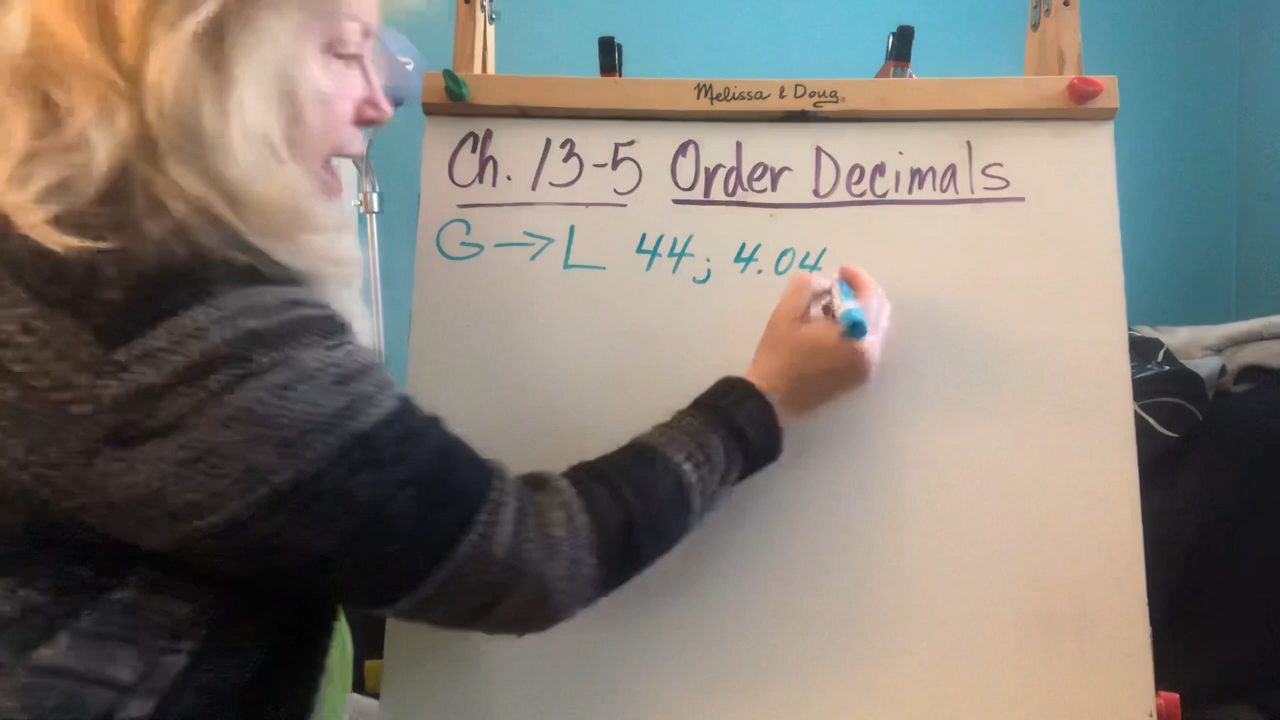 Melissa & Doug®
Ch. 13-5 Order Decimals
G → L 44; 4.04